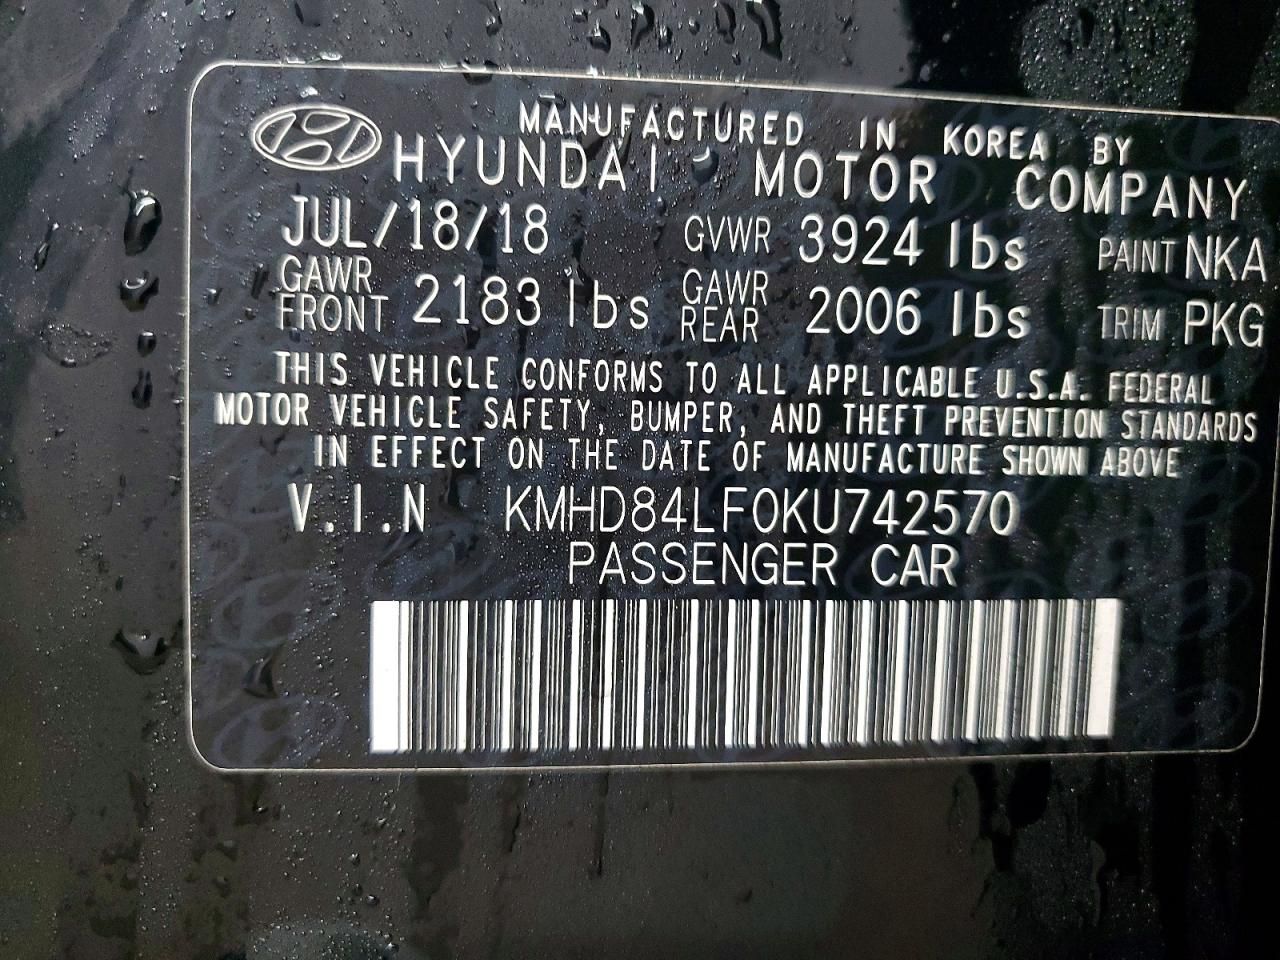 MANUFACTURED IN KOREA BY
HYUNDAI MOTOR COMPANY
JUL/18/18 GVWR 3924 lbs PAINT NKA
GAWR FRONT 2183 lbs GAWR REAR 2006 lbs TRIM PKG
THIS VEHICLE CONFORMS TO ALL APPLICABLE U.S.A. FEDERAL
MOTOR VEHICLE SAFETY, BUMPER, AND THEFT PREVENTION STANDARDS
IN EFFECT ON THE DATE OF MANUFACTURE SHOWN ABOVE
V.I.N KMHD84LF0KU742570
PASSENGER CAR